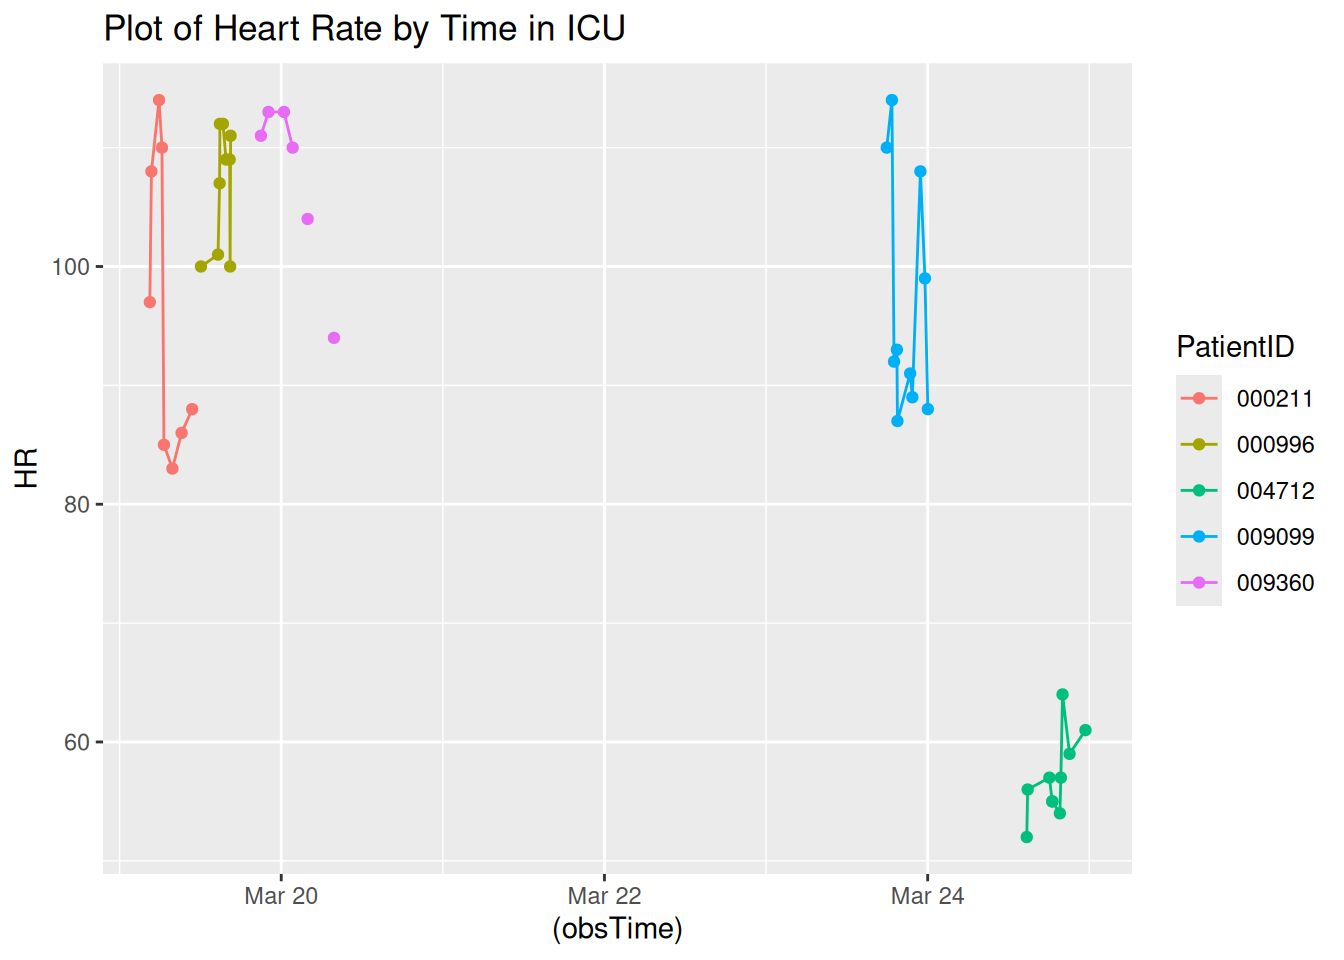 Plot of Heart Rate by Time in ICU
HR
100
80
60
Mar 20
Mar 22
Mar 24
(obsTime)
PatientID
000211
000996
004712
009099
009360